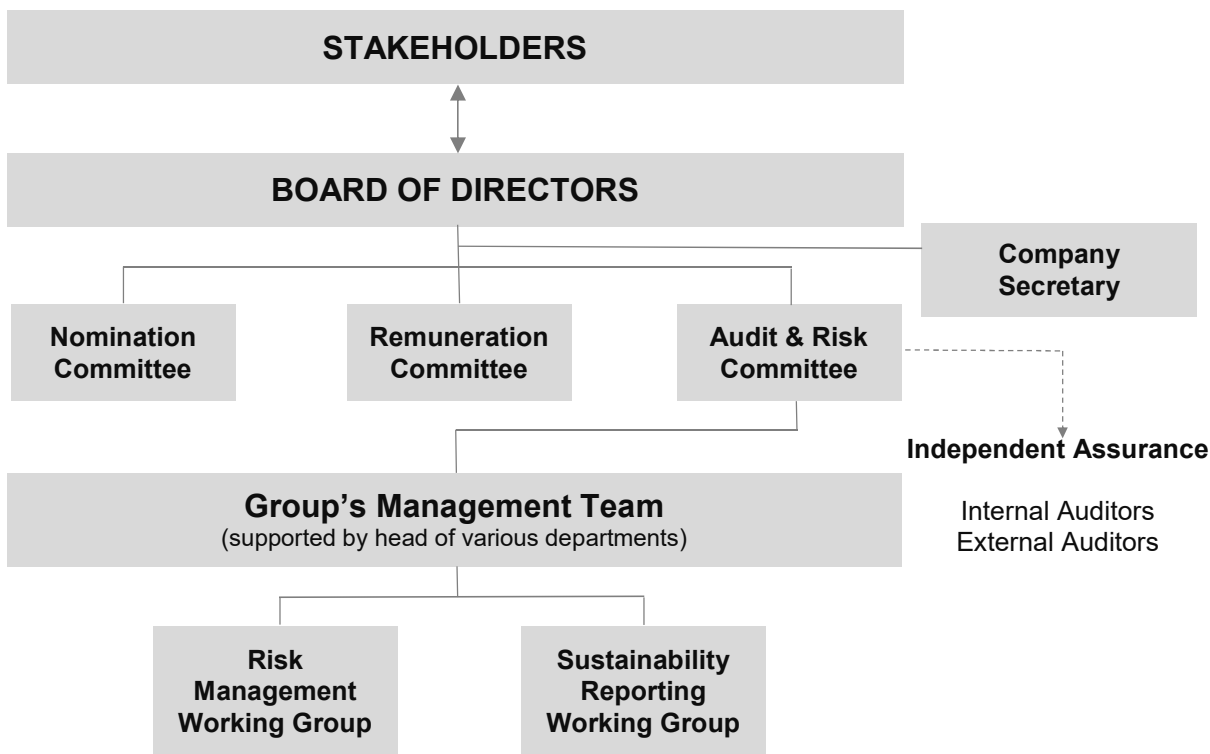 STAKEHOLDERS
BOARD OF DIRECTORS
Company
Secretary
Nomination
Committee
Remuneration
Committee
Audit & Risk
Committee
Independent Assurance
Internal Auditors
External Auditors
Group’s Management Team
(supported by head of various departments)
Risk
Management
Working Group
Sustainability
Reporting
Working Group